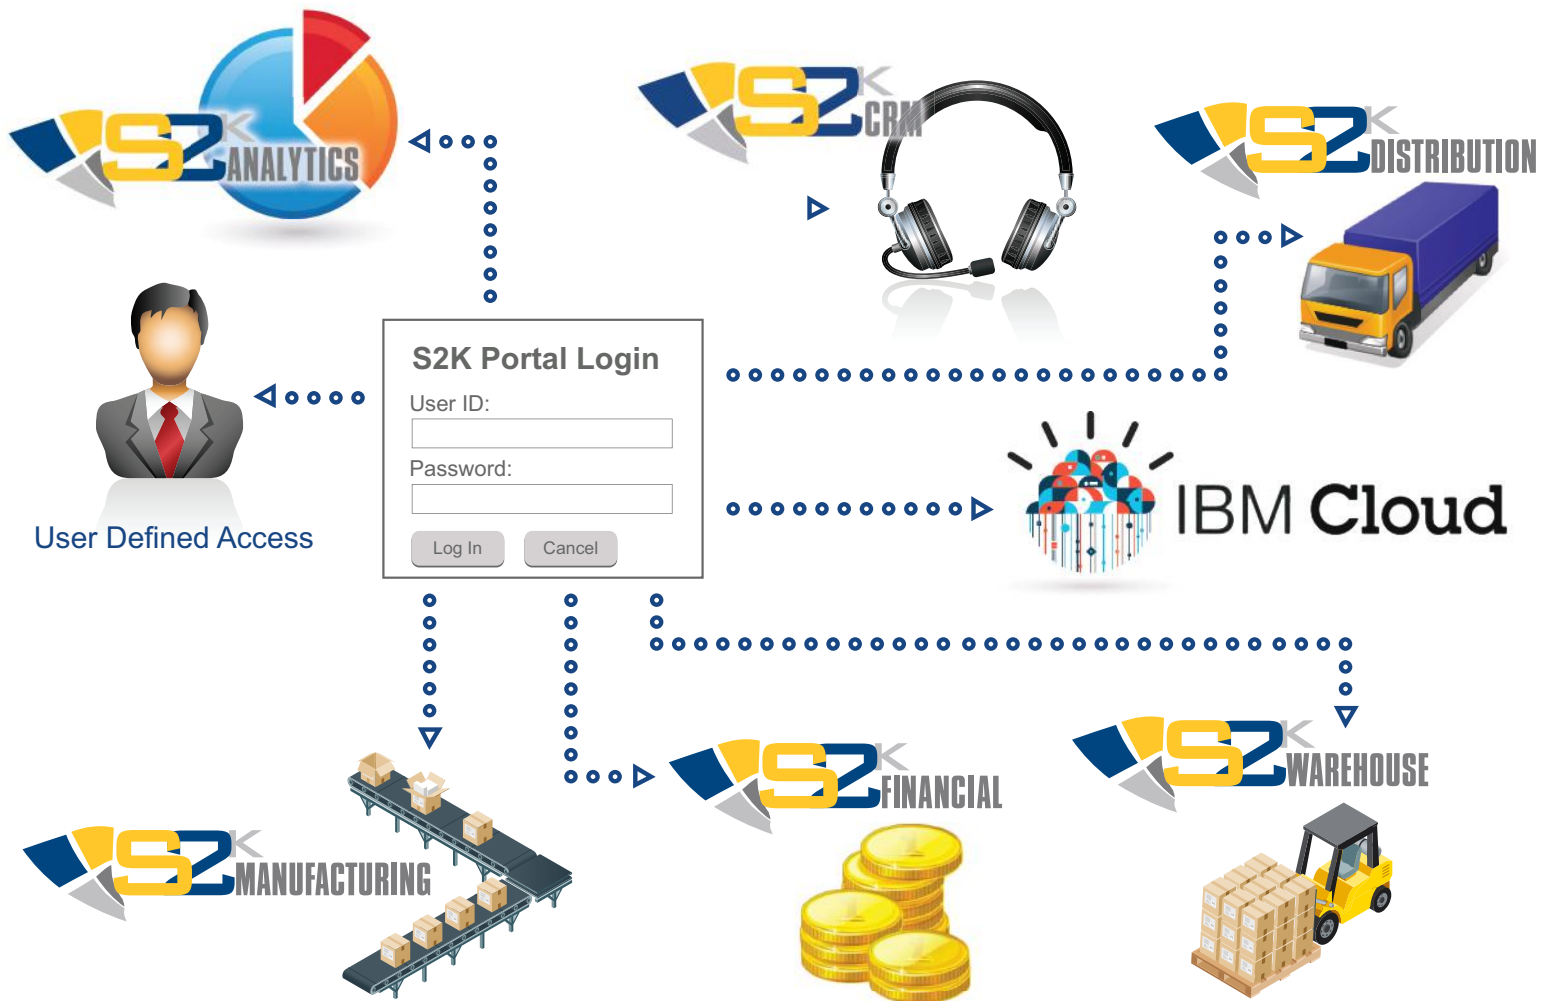 S2K
ANALYTICS
S2K
CRM
S2K
DISTRIBUTION
S2K Portal Login
User ID:
Password:
Log In
Cancel
User Defined Access
IBM Cloud
S2K
MANUFACTURING
S2K
FINANCIAL
S2K
WAREHOUSE